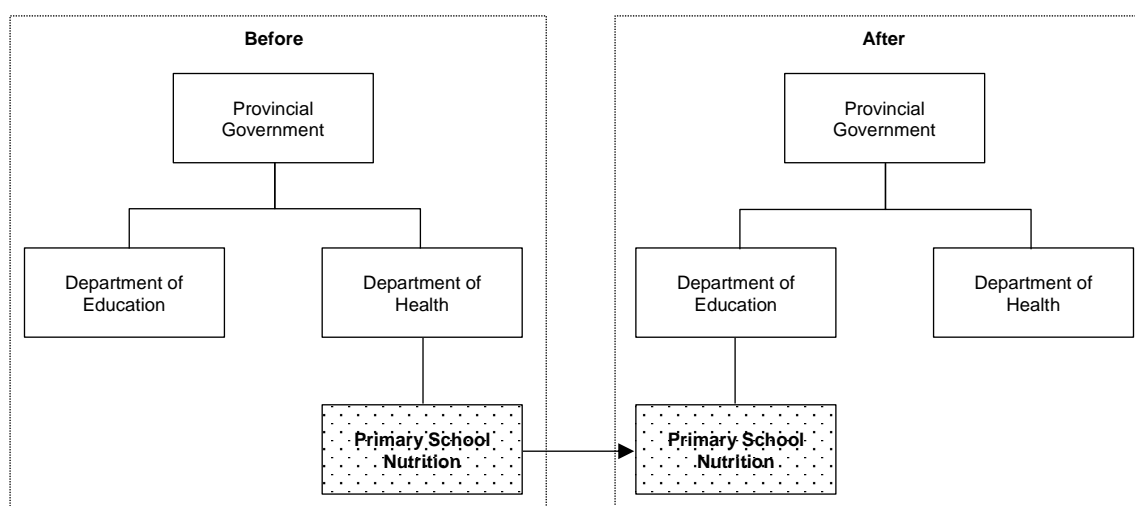 Before
Provincial
Government
Department of
Education
Department of
Health
Primary School
Nutrition
After
Provincial
Government
Department of
Education
Department of
Health
Primary School
Nutrition